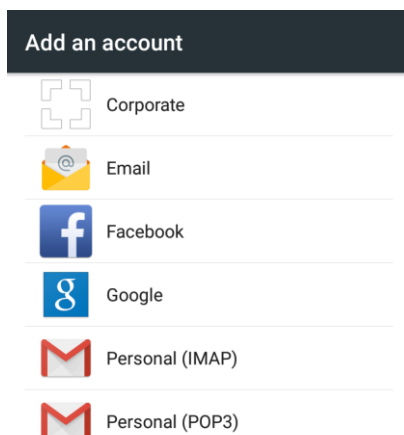 Add an account
Corporate
@
Email
f
Facebook
g
Google
Personal (IMAP)
Personal (POP3)